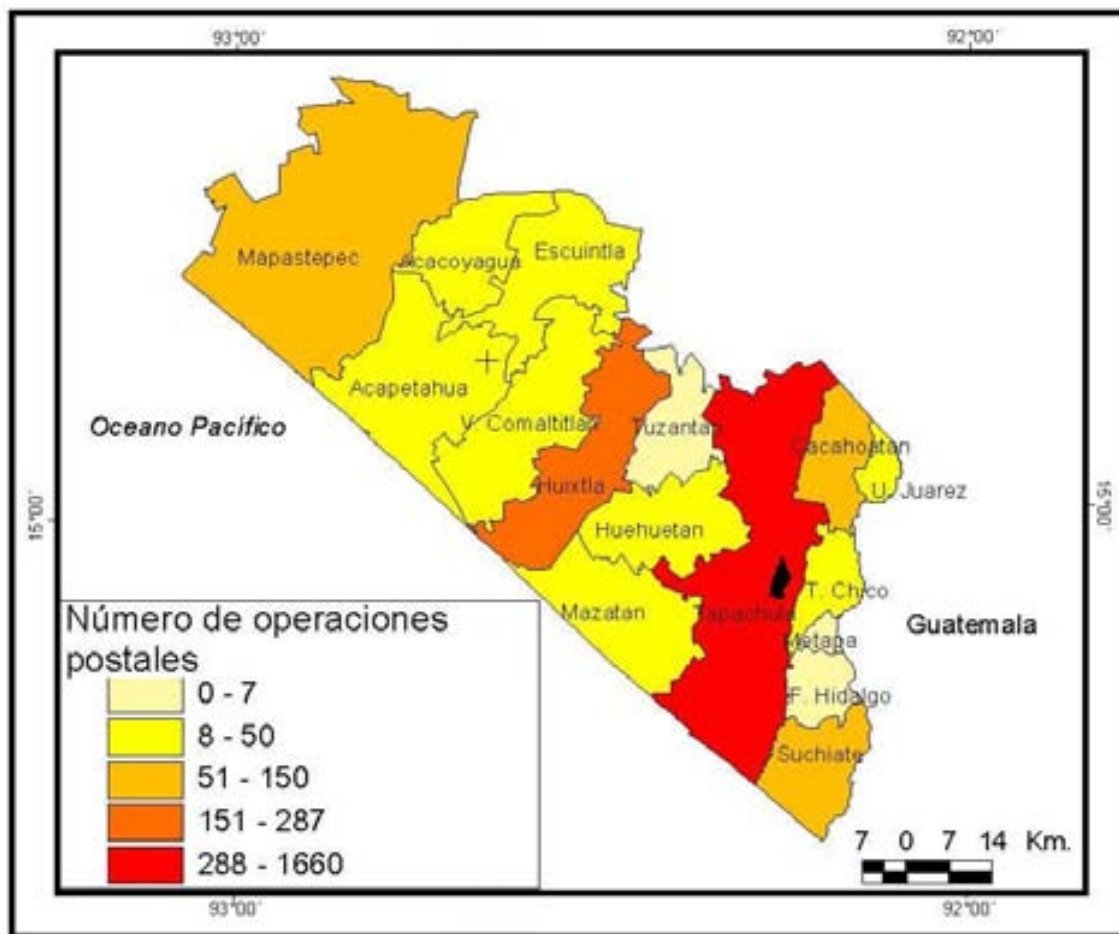 93°00´
92°00´
Mapastepec
Acacoyagua
Escuintla
Acapetahua
Oceano Pacífico
V. Comaltitlan
Tuzantan
Cacahoatan
Huixtla
U. Juarez
15°00´
15°00´
Huehuetan
Mazatan
T. Chico
Tapachula
Guatemala
Metapa
F. Hidalgo
Suchiate
Número de operaciones
postales
0 - 7
8 - 50
51 - 150
151 - 287
288 - 1660
7 0 7 14 Km.
93°00´
92°00´